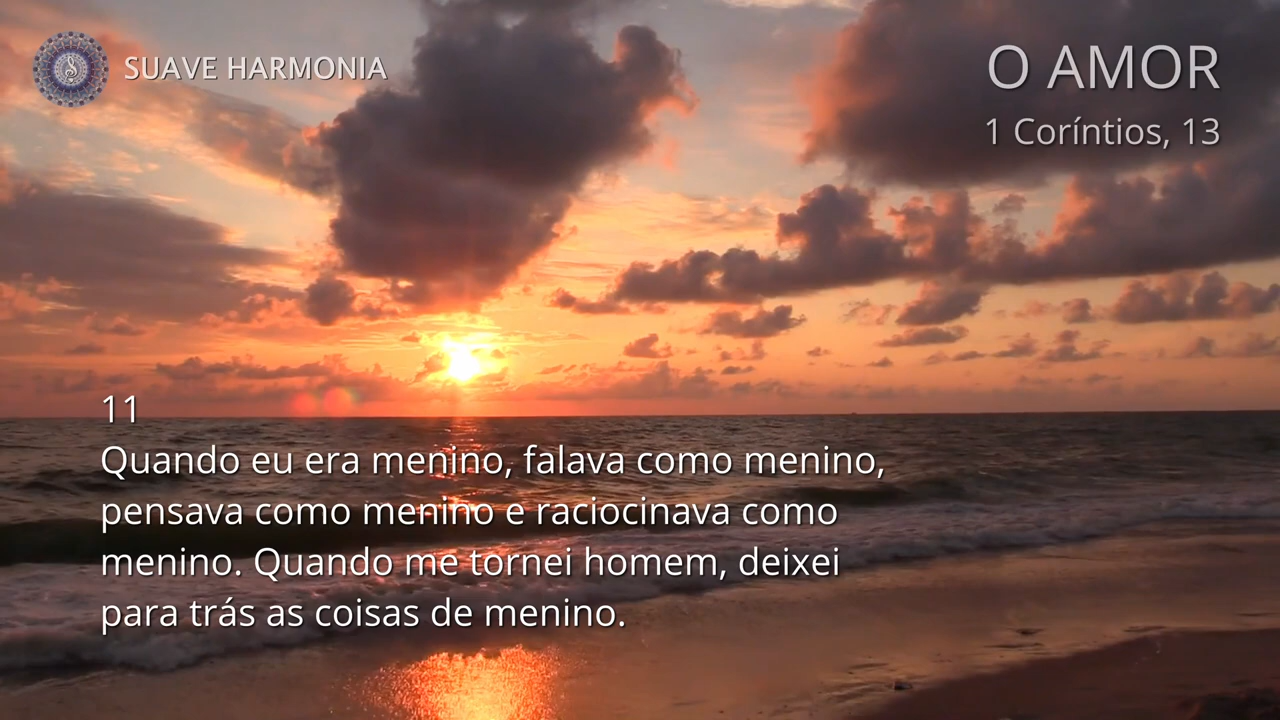 SUAVE HARMONIA
O AMOR
1 Coríntios, 13
11
Quando eu era menino, falava como menino,
pensava como menino e raciocinava como
menino. Quando me tornei homem, deixei
para trás as coisas de menino.